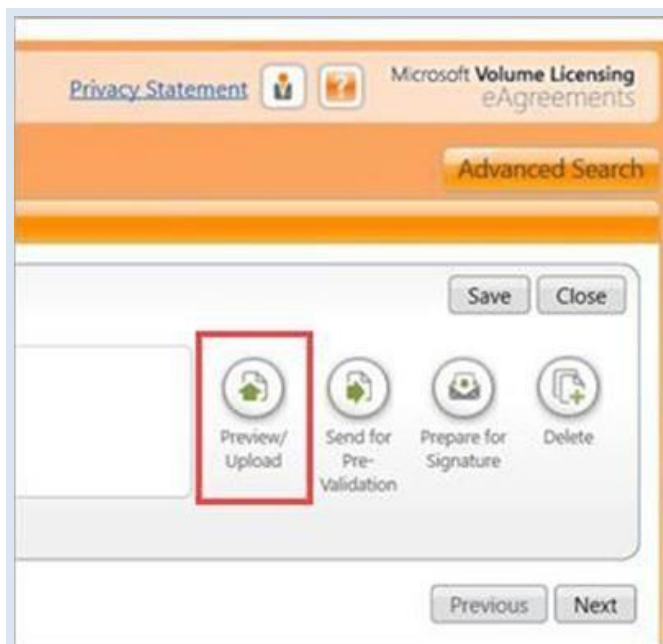 Privacy Statement
Microsoft Volume Licensing
eAgreements
Advanced Search
Save
Close
Preview/
Upload
Send for
Pre-
Validation
Prepare for
Signature
Delete
Previous
Next